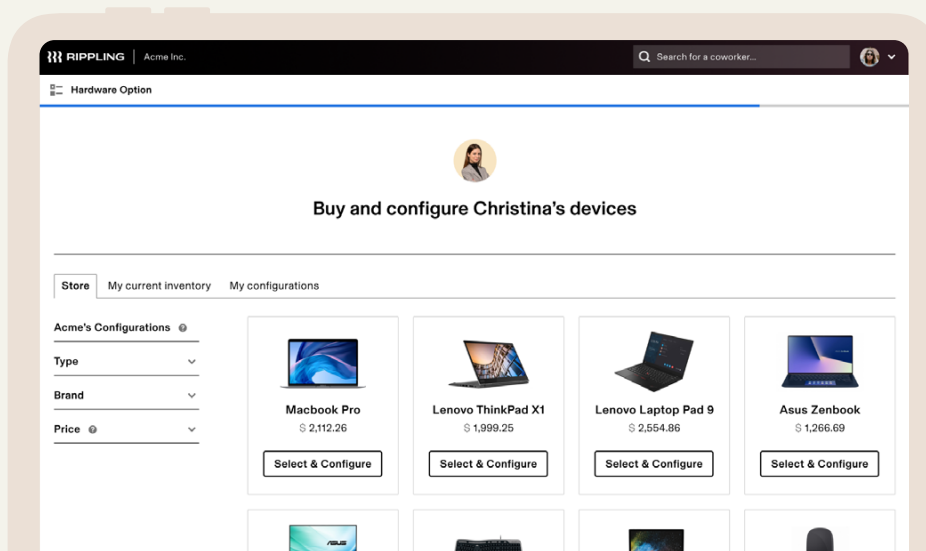 RIPPLING Acme Inc. Search for a coworker...
Hardware Option
Buy and configure Christina's devices
Store My current inventory My configurations
Acme's Configurations
Type
Brand
Price
Macbook Pro Lenovo ThinkPad X1 Lenovo Laptop Pad 9 Asus Zenbook
$ 2,112.26 $ 1,999.25 $ 2,554.86 $ 1,266.69
Select & Configure Select & Configure Select & Configure Select & Configure
ASUS